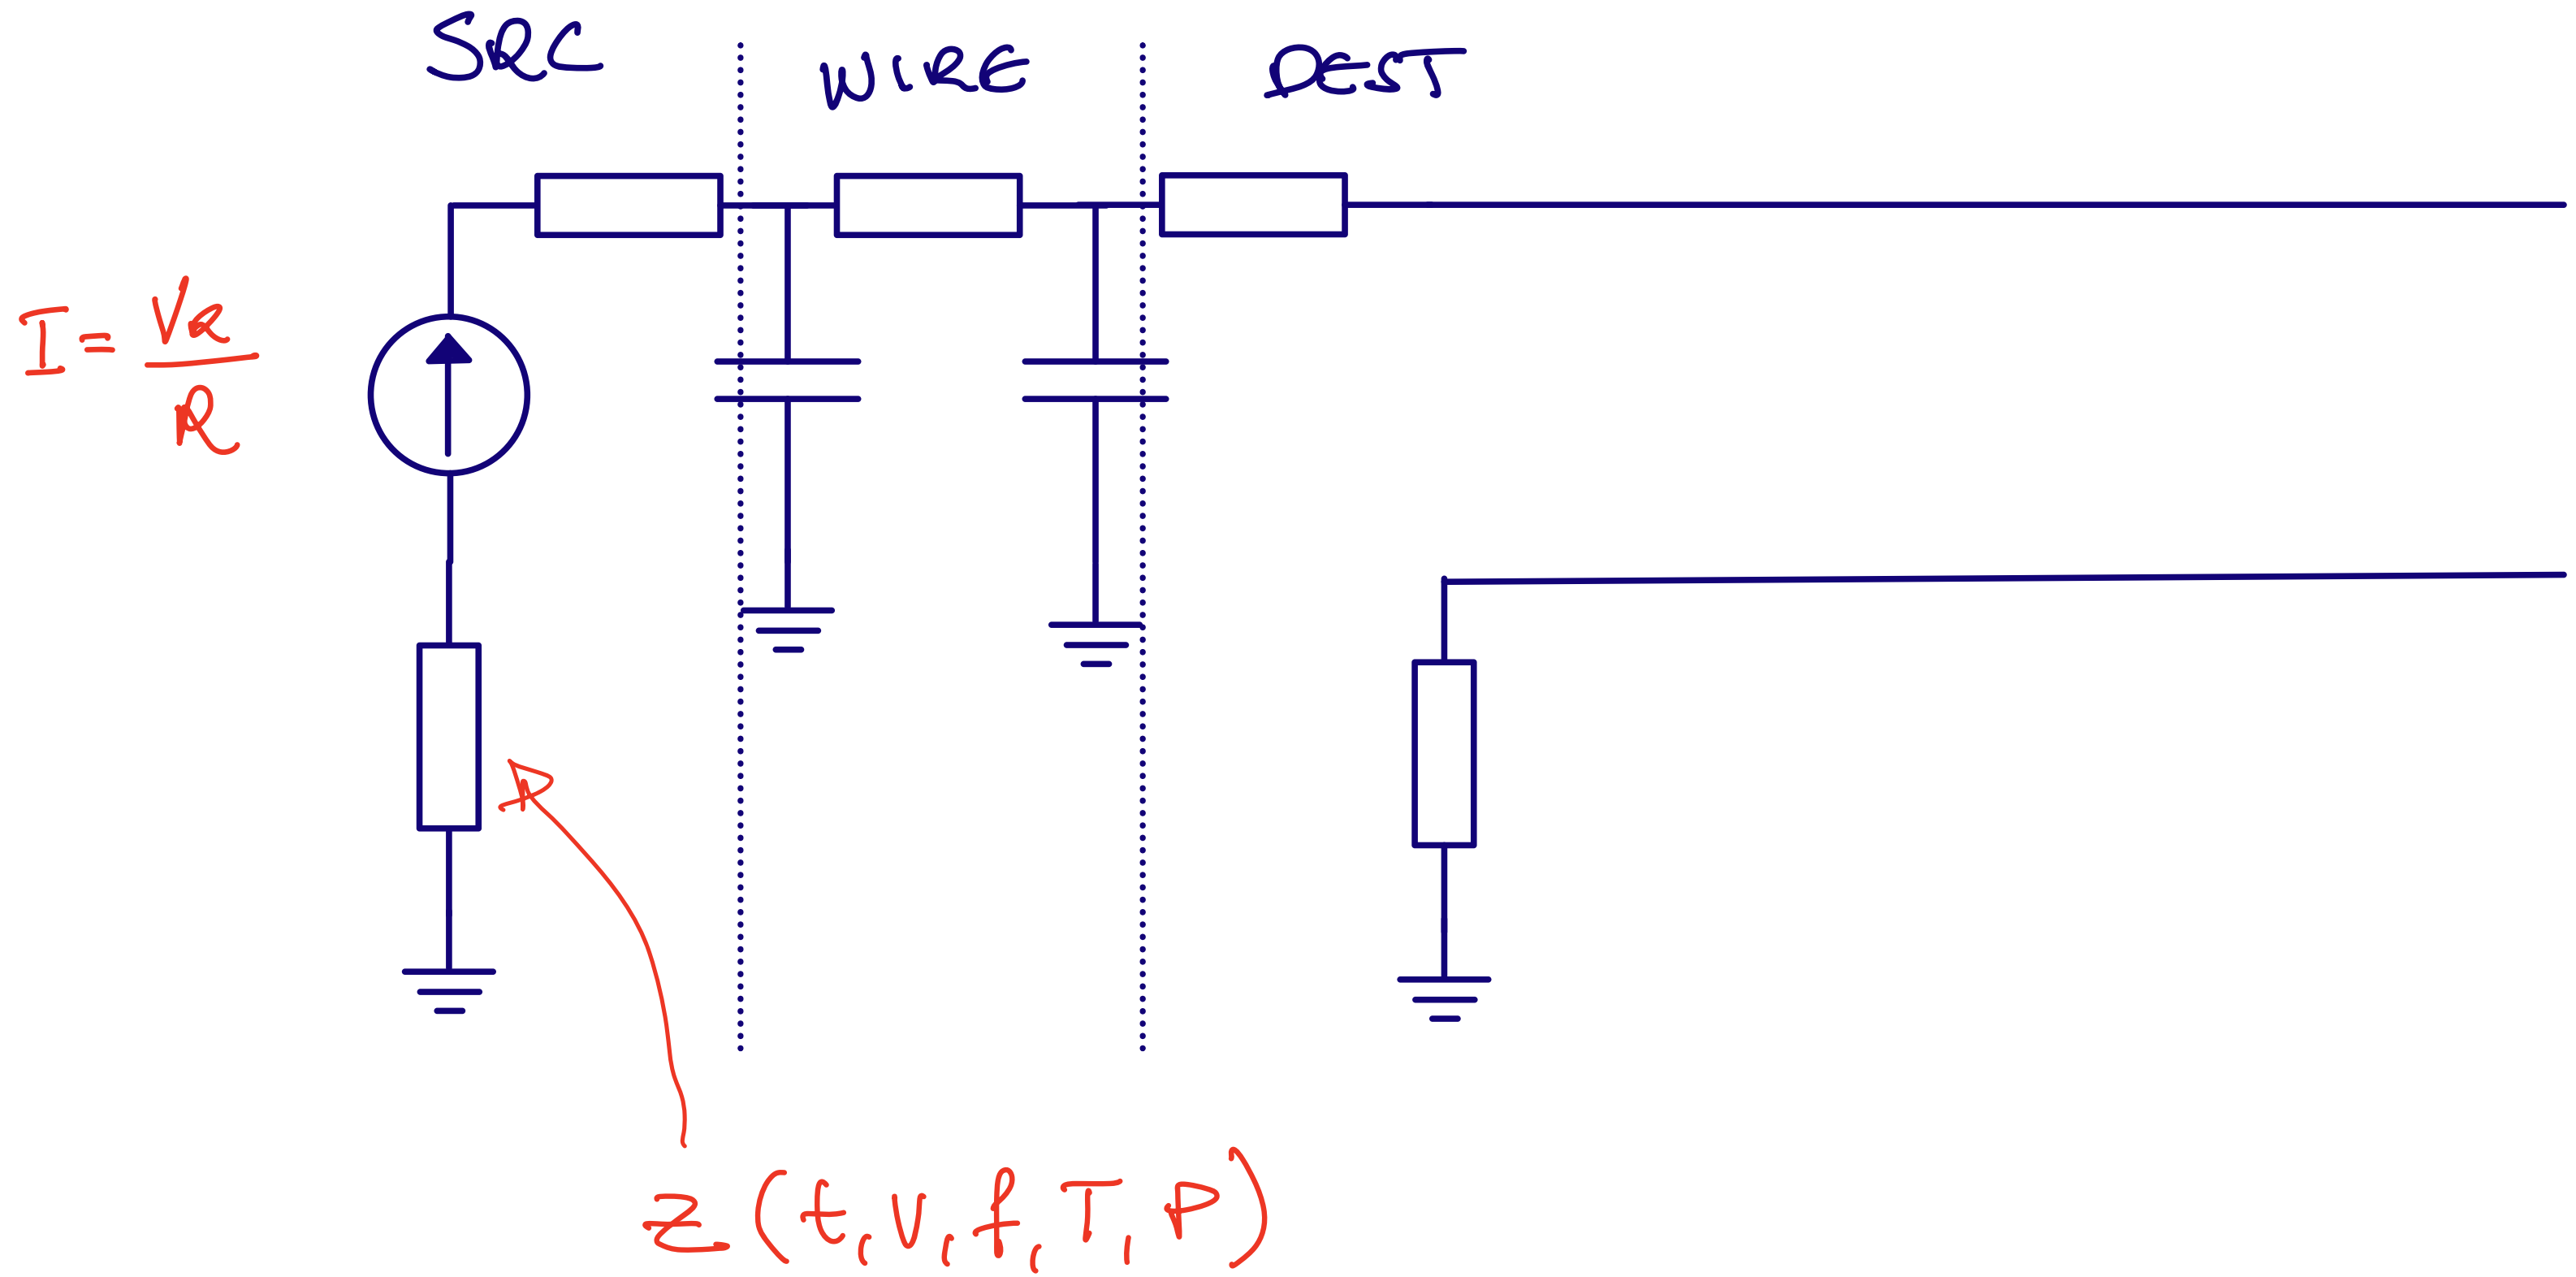 SRC
WIRE
DEST
I = VR
R
Z (t, V, f, T, P)